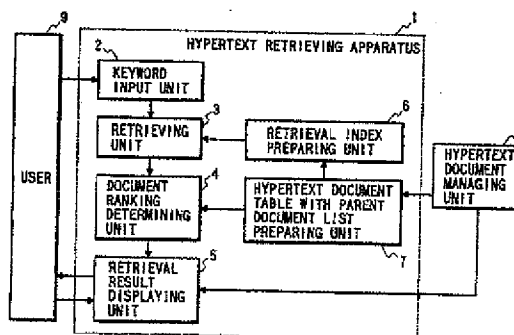 9
1
HYPERTEXT RETRIEVING APPARATUS
2
KEYWORD
INPUT UNIT
3
RETRIEVING
UNIT
6
RETRIEVAL INDEX
PREPARING UNIT
USER
4
DOCUMENT
RANKING
DETERMINING
UNIT
HYPERTEXT DOCUMENT
TABLE WITH PARENT
DOCUMENT LIST
PREPARING UNIT
7
HYPERTEXT
DOCUMENT
MANAGING
UNIT
5
RETRIEVAL
RESULT
DISPLAYING
UNIT